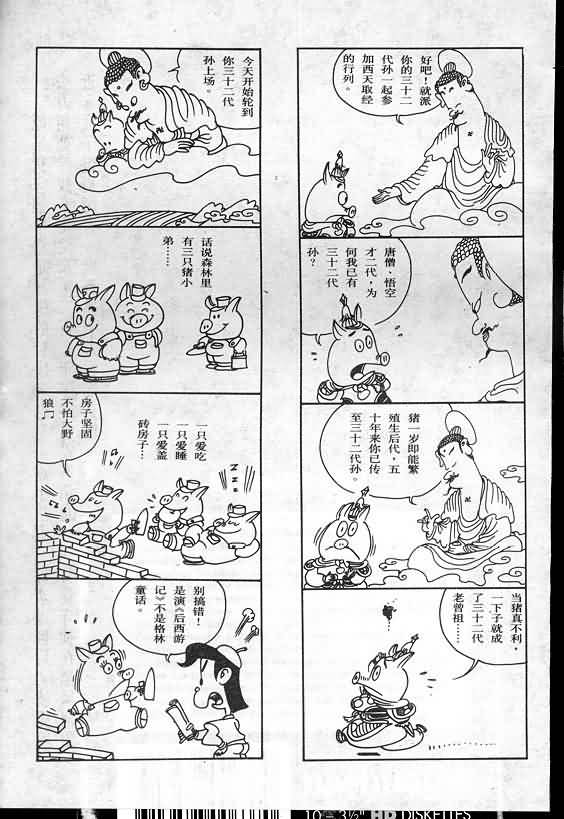 好吧！就派
你的三十二
代孙一起参
加西天取经
的行列。
唐僧、悟空
才二代，为
何我已有
三十二代
孙？
猪一岁即能繁
殖生后代，五
十年来你已传
至三十二代孙。
当猪真不利，
一下子就成
了三十二代
老曾祖……
今天开始轮到
你三十二代
孙上场。
话说森林里
有三只猪小
弟……
一只爱吃
一只爱睡
一只爱盖
砖房子…
房子坚固
不怕大野
狼♫
zzz
别搞错！
是演《后西游
记》不是格林
童话。
10 - 3½" HD DISKETTES